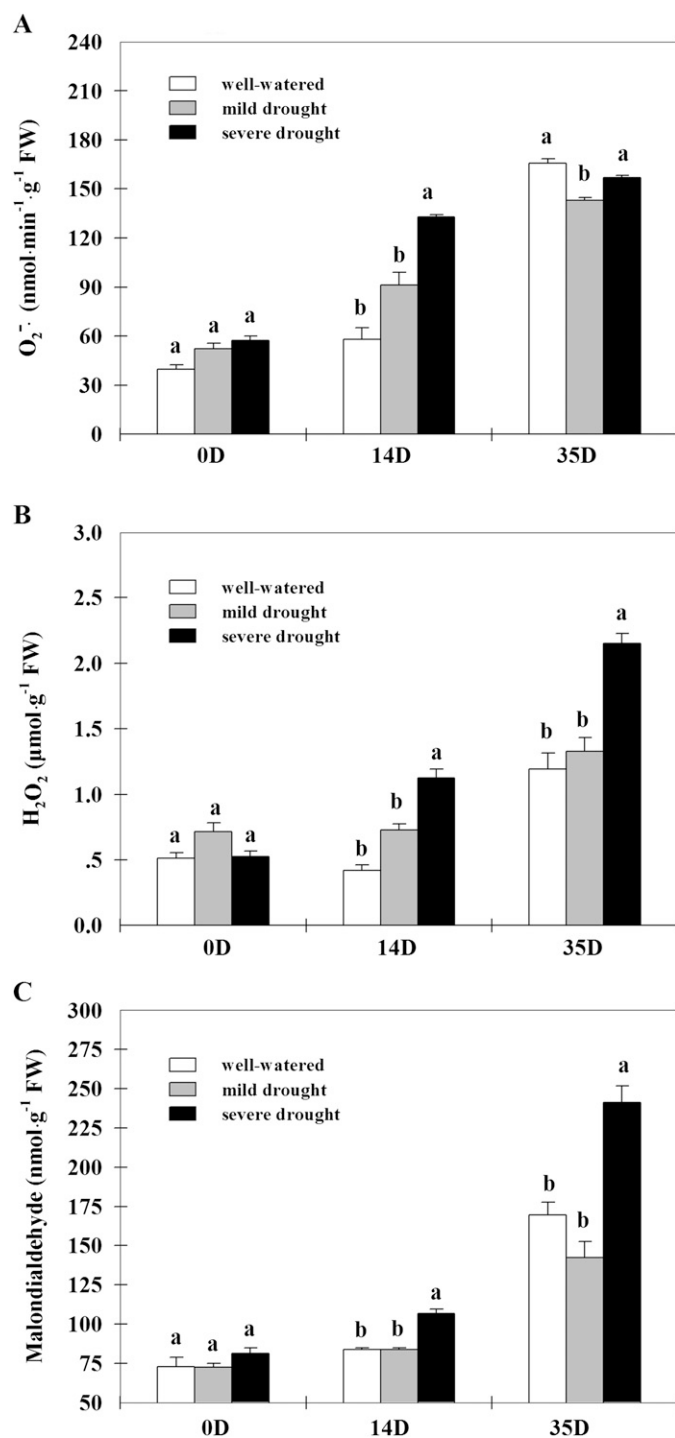 A
240
210
180
150
120
90
60
30
0
O₂⁻· (nmol·min⁻¹·g⁻¹ FW)
well-watered
mild drought
severe drought
a a a
b b a
a b a
0D 14D 35D
B
3.0
2.5
2.0
1.5
1.0
.5
0.0
H₂O₂ (μmol·g⁻¹ FW)
well-watered
mild drought
severe drought
a a a
b b a
b b a
0D 14D 35D
C
300
275
250
225
200
175
150
125
100
75
50
Malondialdehyde (nmol·g⁻¹ FW)
well-watered
mild drought
severe drought
a a a
b b a
b b a
0D 14D 35D